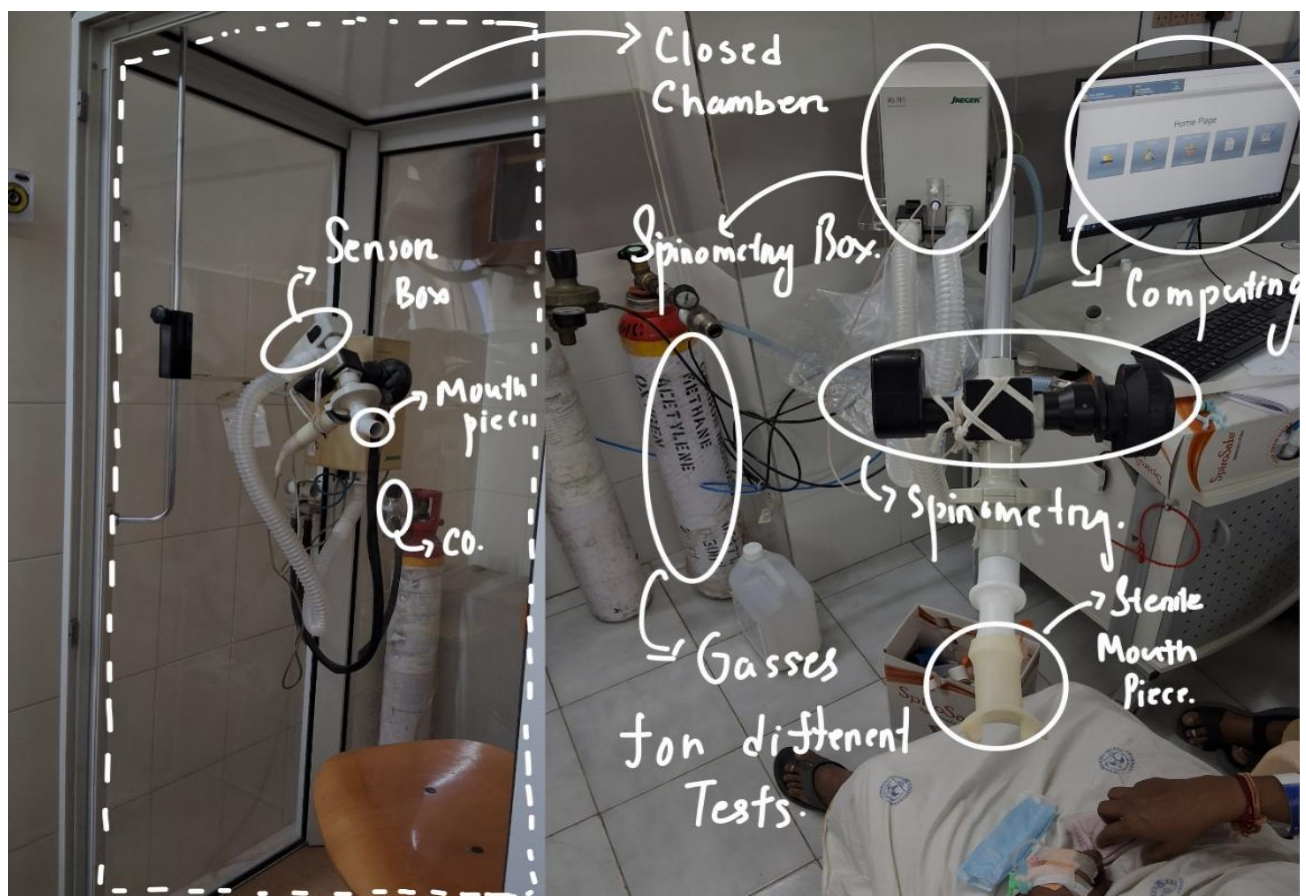 Closed
Chamber
Sensor
Box
Mouth
piece
CO.
Spirometry Box.
JAEGER
Home Page
Computing
METHANE
ACETYLENE
Spirometry.
SpiroSafe
Sterile
Mouth
Piece.
Gasses
for different
Tests.